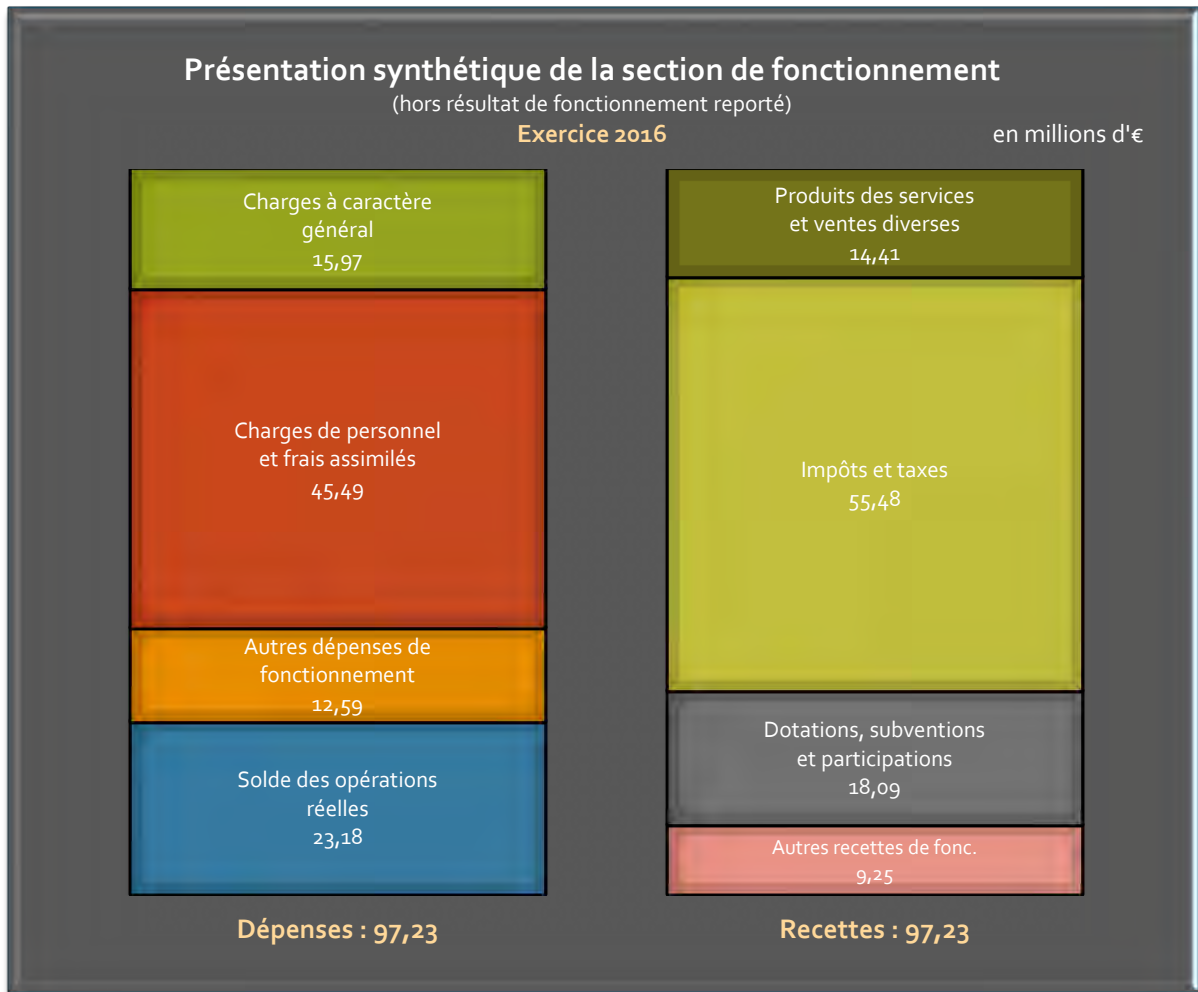 Présentation synthétique de la section de fonctionnement
(hors résultat de fonctionnement reporté)
Exercice 2016
en millions d'€
Charges à caractère
général
15,97
Charges de personnel
et frais assimilés
45,49
Autres dépenses de
fonctionnement
12,59
Solde des opérations
réelles
23,18
Dépenses : 97,23
Produits des services
et ventes diverses
14,41
Impôts et taxes
55,48
Dotations, subventions
et participations
18,09
Autres recettes de fonc.
9,25
Recettes : 97,23